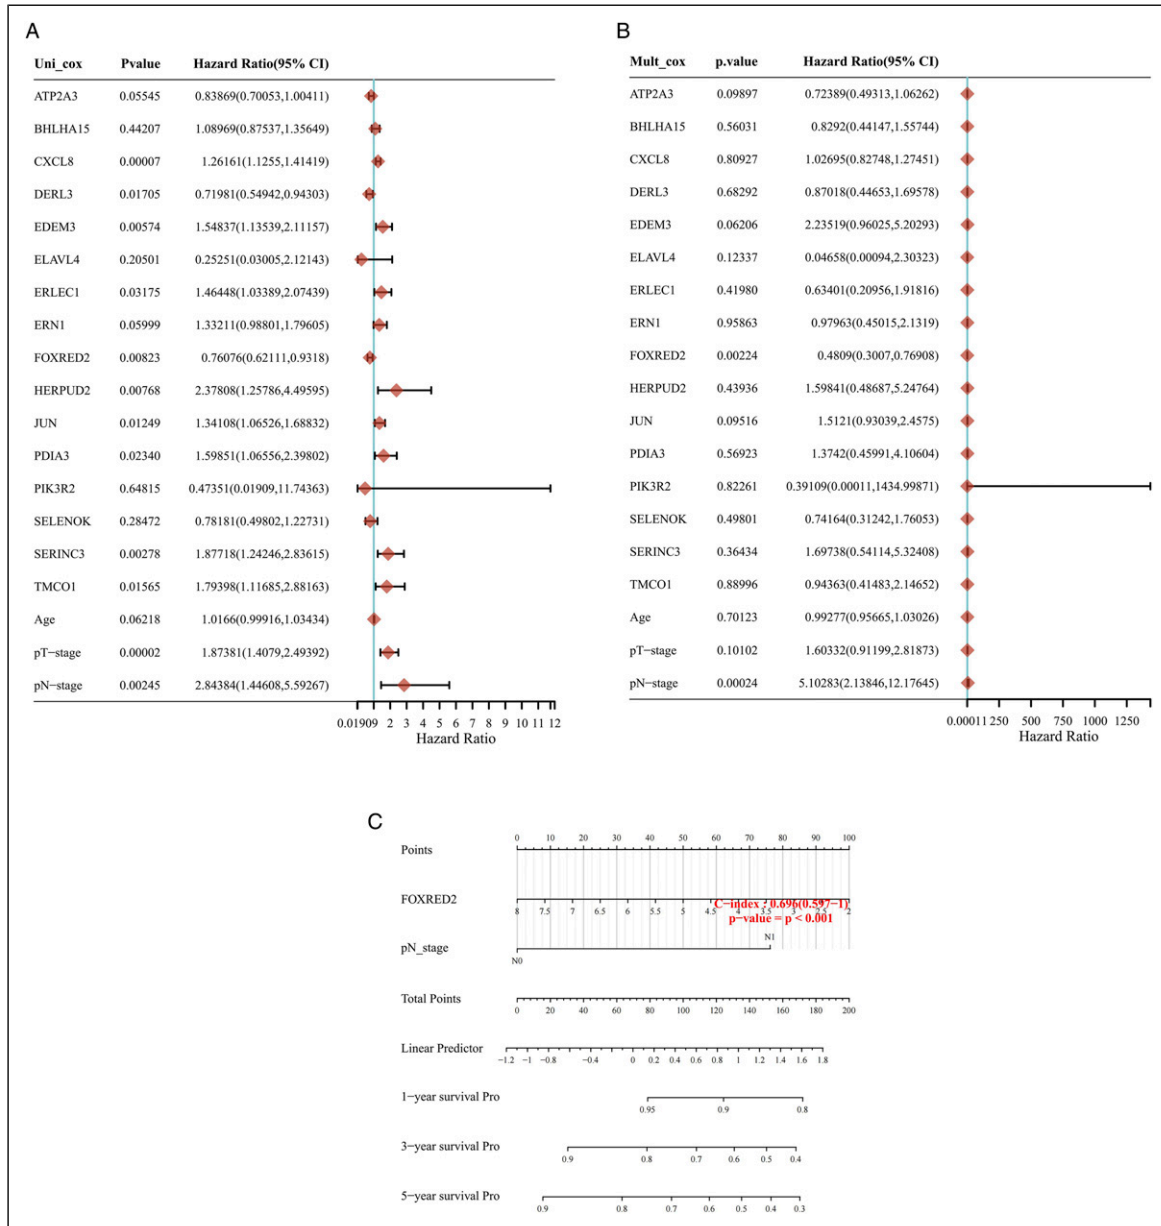 A
Uni_cox Pvalue Hazard Ratio(95% CI)
ATP2A3 0.05545 0.83869(0.70053,1.00411)
BHLHA15 0.44207 1.08969(0.87537,1.35649)
CXCL8 0.00007 1.26161(1.1255,1.41419)
DERL3 0.01705 0.71981(0.54942,0.94303)
EDEM3 0.00574 1.54837(1.13539,2.11157)
ELAVL4 0.20501 0.25251(0.03005,2.12143)
ERLEC1 0.03175 1.46448(1.03389,2.07439)
ERN1 0.05999 1.33211(0.98801,1.79605)
FOXRED2 0.00823 0.76076(0.62111,0.9318)
HERPUD2 0.00768 2.37808(1.25786,4.49595)
JUN 0.01249 1.34108(1.06526,1.68832)
PDIA3 0.02340 1.59851(1.06556,2.39802)
PIK3R2 0.64815 0.47351(0.01909,11.74363)
SELENOK 0.28472 0.78181(0.49802,1.22731)
SERINC3 0.00278 1.87718(1.24246,2.83615)
TMCO1 0.01565 1.79398(1.11685,2.88163)
Age 0.06218 1.0166(0.99916,1.03434)
pT−stage 0.00002 1.87381(1.4079,2.49392)
pN−stage 0.00245 2.84384(1.44608,5.59267)
0.01909 2 3 4 5 6 7 8 9 10 11 12
Hazard Ratio
B
Mult_cox p.value Hazard Ratio(95% CI)
ATP2A3 0.09897 0.72389(0.49313,1.06262)
BHLHA15 0.56031 0.8292(0.44147,1.55744)
CXCL8 0.80927 1.02695(0.82748,1.27451)
DERL3 0.68292 0.87018(0.44653,1.69578)
EDEM3 0.06206 2.23519(0.96025,5.20293)
ELAVL4 0.12337 0.04658(0.00094,2.30323)
ERLEC1 0.41980 0.63401(0.20956,1.91816)
ERN1 0.95863 0.97963(0.45015,2.1319)
FOXRED2 0.00224 0.4809(0.3007,0.76908)
HERPUD2 0.43936 1.59841(0.48687,5.24764)
JUN 0.09516 1.5121(0.93039,2.4575)
PDIA3 0.56923 1.3742(0.45991,4.10604)
PIK3R2 0.82261 0.39109(0.00011,1434.99871)
SELENOK 0.49801 0.74164(0.31242,1.76053)
SERINC3 0.36434 1.69738(0.54114,5.32408)
TMCO1 0.88996 0.94363(0.41483,2.14652)
Age 0.70123 0.99277(0.95665,1.03026)
pT−stage 0.10102 1.60332(0.91199,2.81873)
pN−stage 0.00024 5.10283(2.13846,12.17645)
0.00011 250 500 750 1000 1250
Hazard Ratio
C
0 10 20 30 40 50 60 70 80 90 100
Points
FOXRED2
8 7.5 7 6.5 6 5.5 5 4.5 4 3.5 3 2
C−index : 0.696(0.597−1)
p−value = p < 0.001
N1
pN_stage
N0
Total Points
0 20 40 60 80 100 120 140 160 180 200
Linear Predictor
−1.2 −1 −0.8 −0.4 0 0.2 0.4 0.6 0.8 1 1.2 1.4 1.6 1.8
1−year survival Pro
0.95 0.9 0.8
3−year survival Pro
0.9 0.8 0.7 0.6 0.5 0.4
5−year survival Pro
0.9 0.8 0.7 0.6 0.5 0.4 0.3